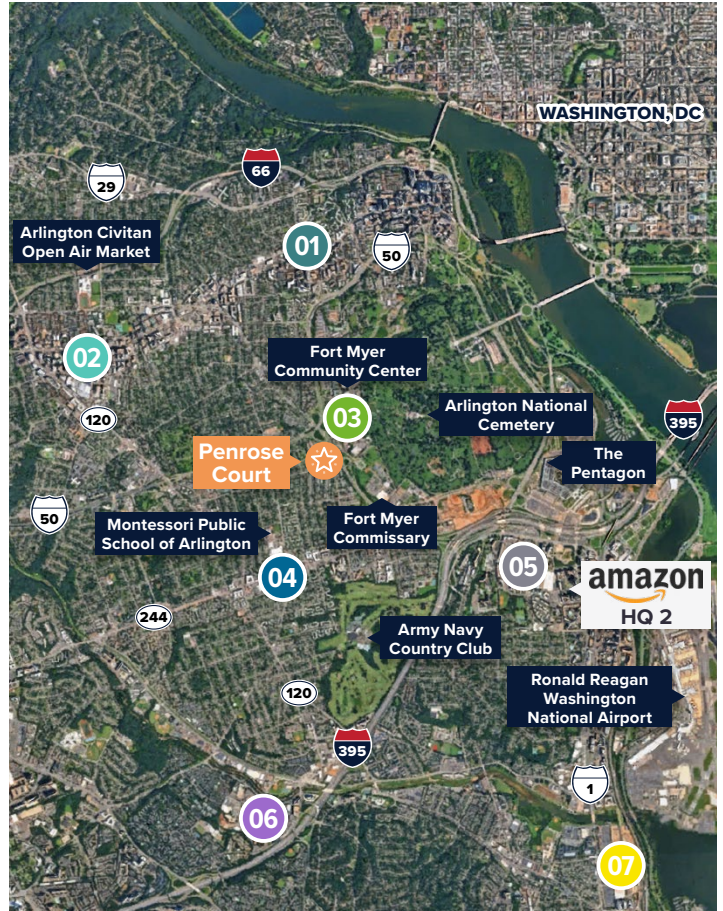 WASHINGTON, DC
66
29
Arlington Civitan
Open Air Market
01
50
02
Fort Myer
Community Center
120
03
Arlington National
Cemetery
395
Penrose
Court
The
Pentagon
50
Montessori Public
School of Arlington
Fort Myer
Commissary
04
05
amazon
HQ 2
244
Army Navy
Country Club
120
Ronald Reagan
Washington
National Airport
395
1
06
07